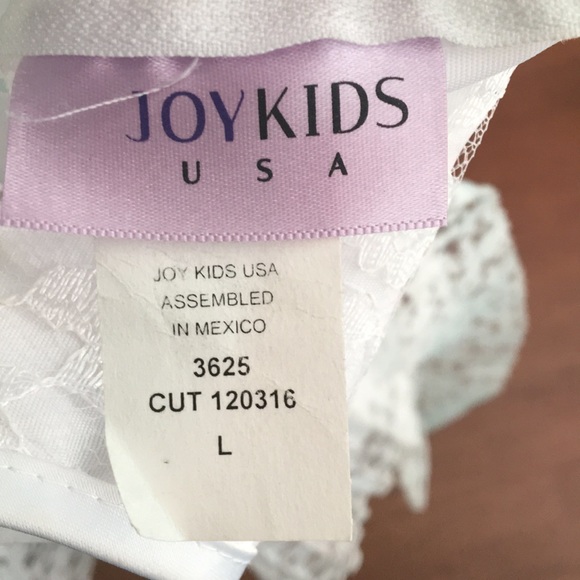 JOYKIDS
USA
JOY KIDS USA
ASSEMBLED
IN MEXICO
3625
CUT 120316
L